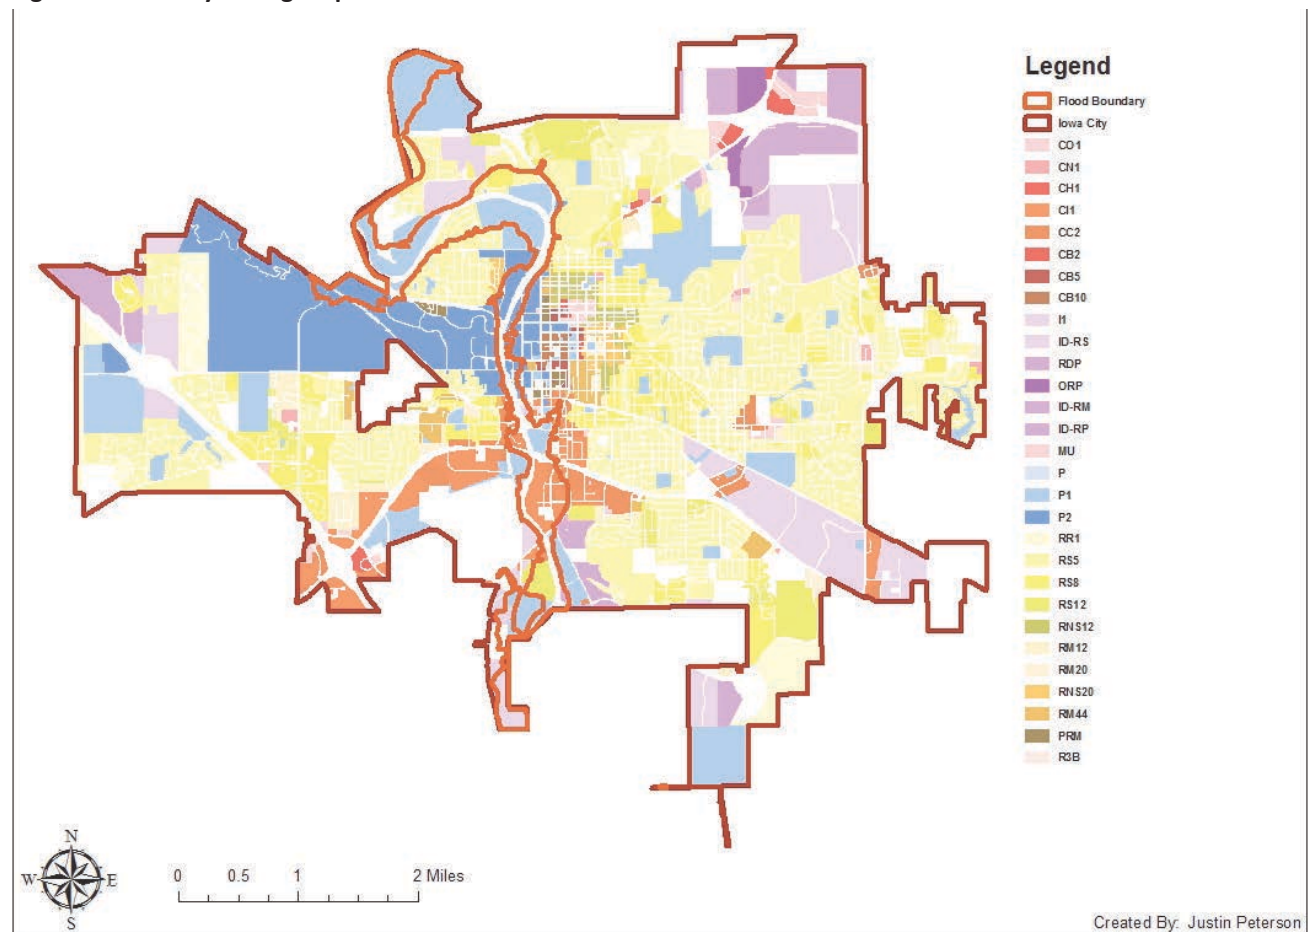 Legend
Flood Boundary
Iowa City
CO1
CN1
CH1
CI1
CC2
CB2
CB5
CB10
I1
ID-RS
RDP
ORP
ID-RM
ID-RP
MU
P
P1
P2
RR1
RS5
RS8
RS12
RNS12
RM12
RM20
RNS20
RM44
PRM
R3B
N
W E
S
0 0.5 1 2 Miles
Created By: Justin Peterson